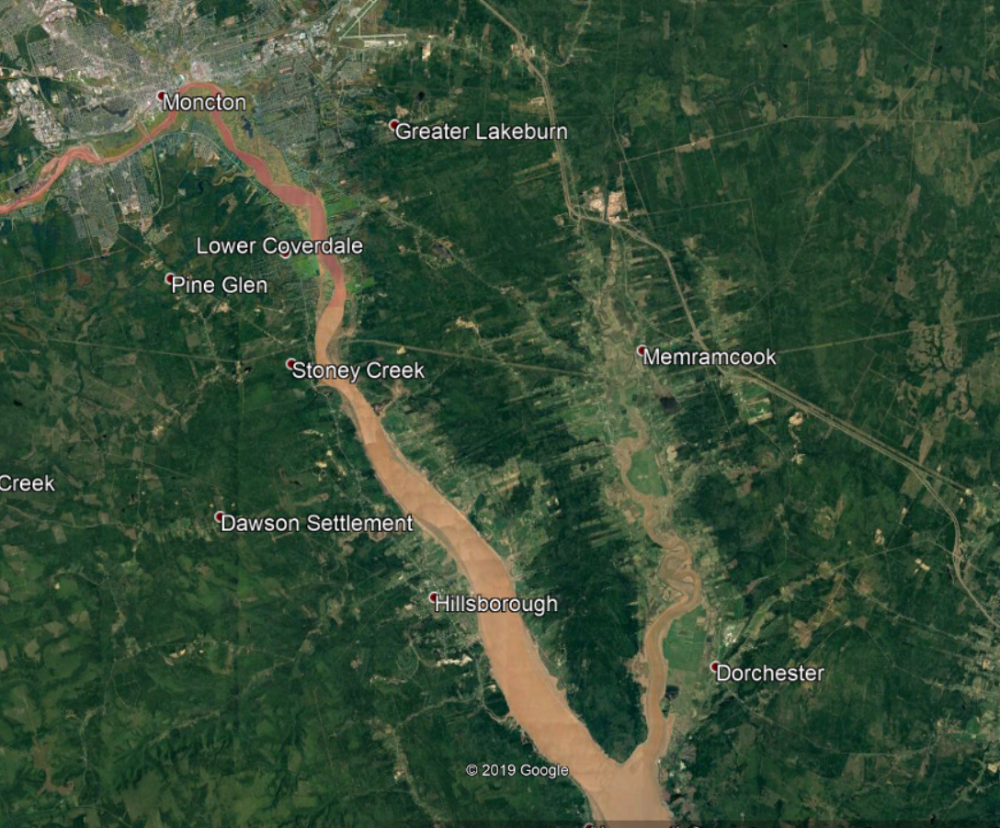 Moncton
Greater Lakeburn
Lower Coverdale
Pine Glen
Memramcook
Stoney Creek
Creek
Dawson Settlement
Hillsborough
Dorchester
© 2019 Google